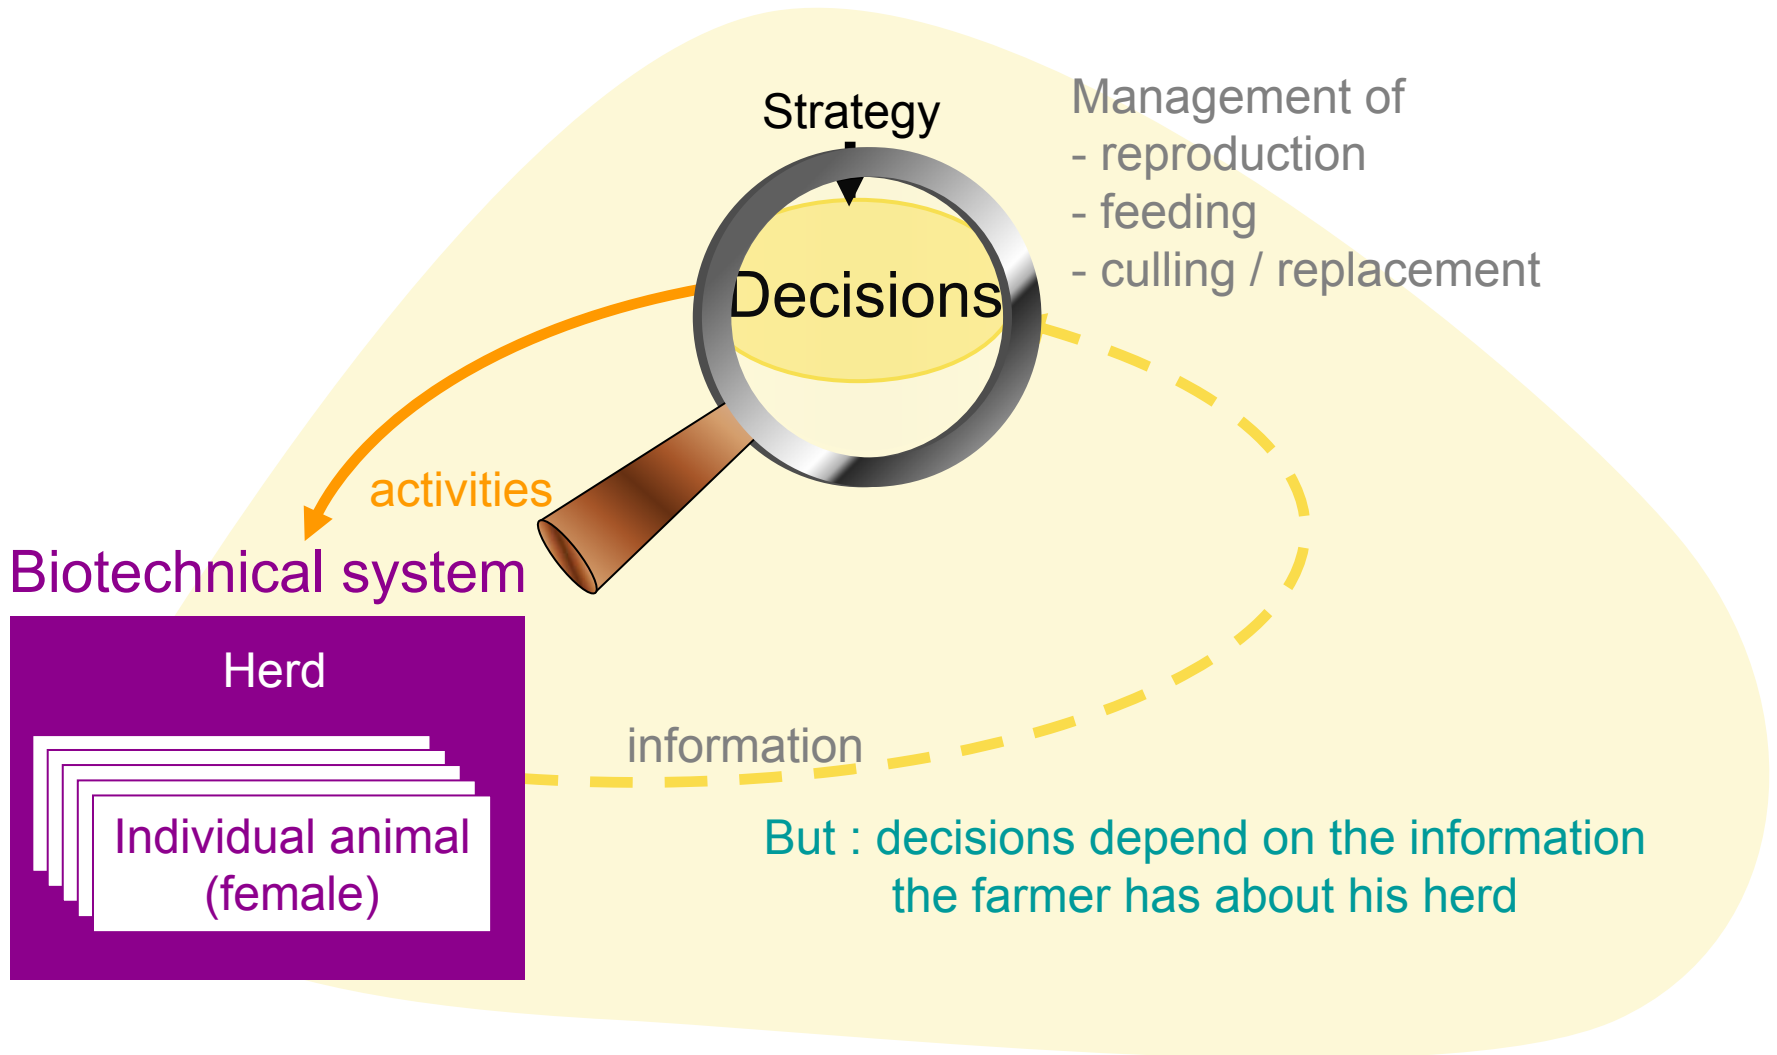 Strategy
Management of
- reproduction
- feeding
- culling / replacement
Decisions
activities
Biotechnical system
Herd
Individual animal
(female)
information
But : decisions depend on the information
the farmer has about his herd